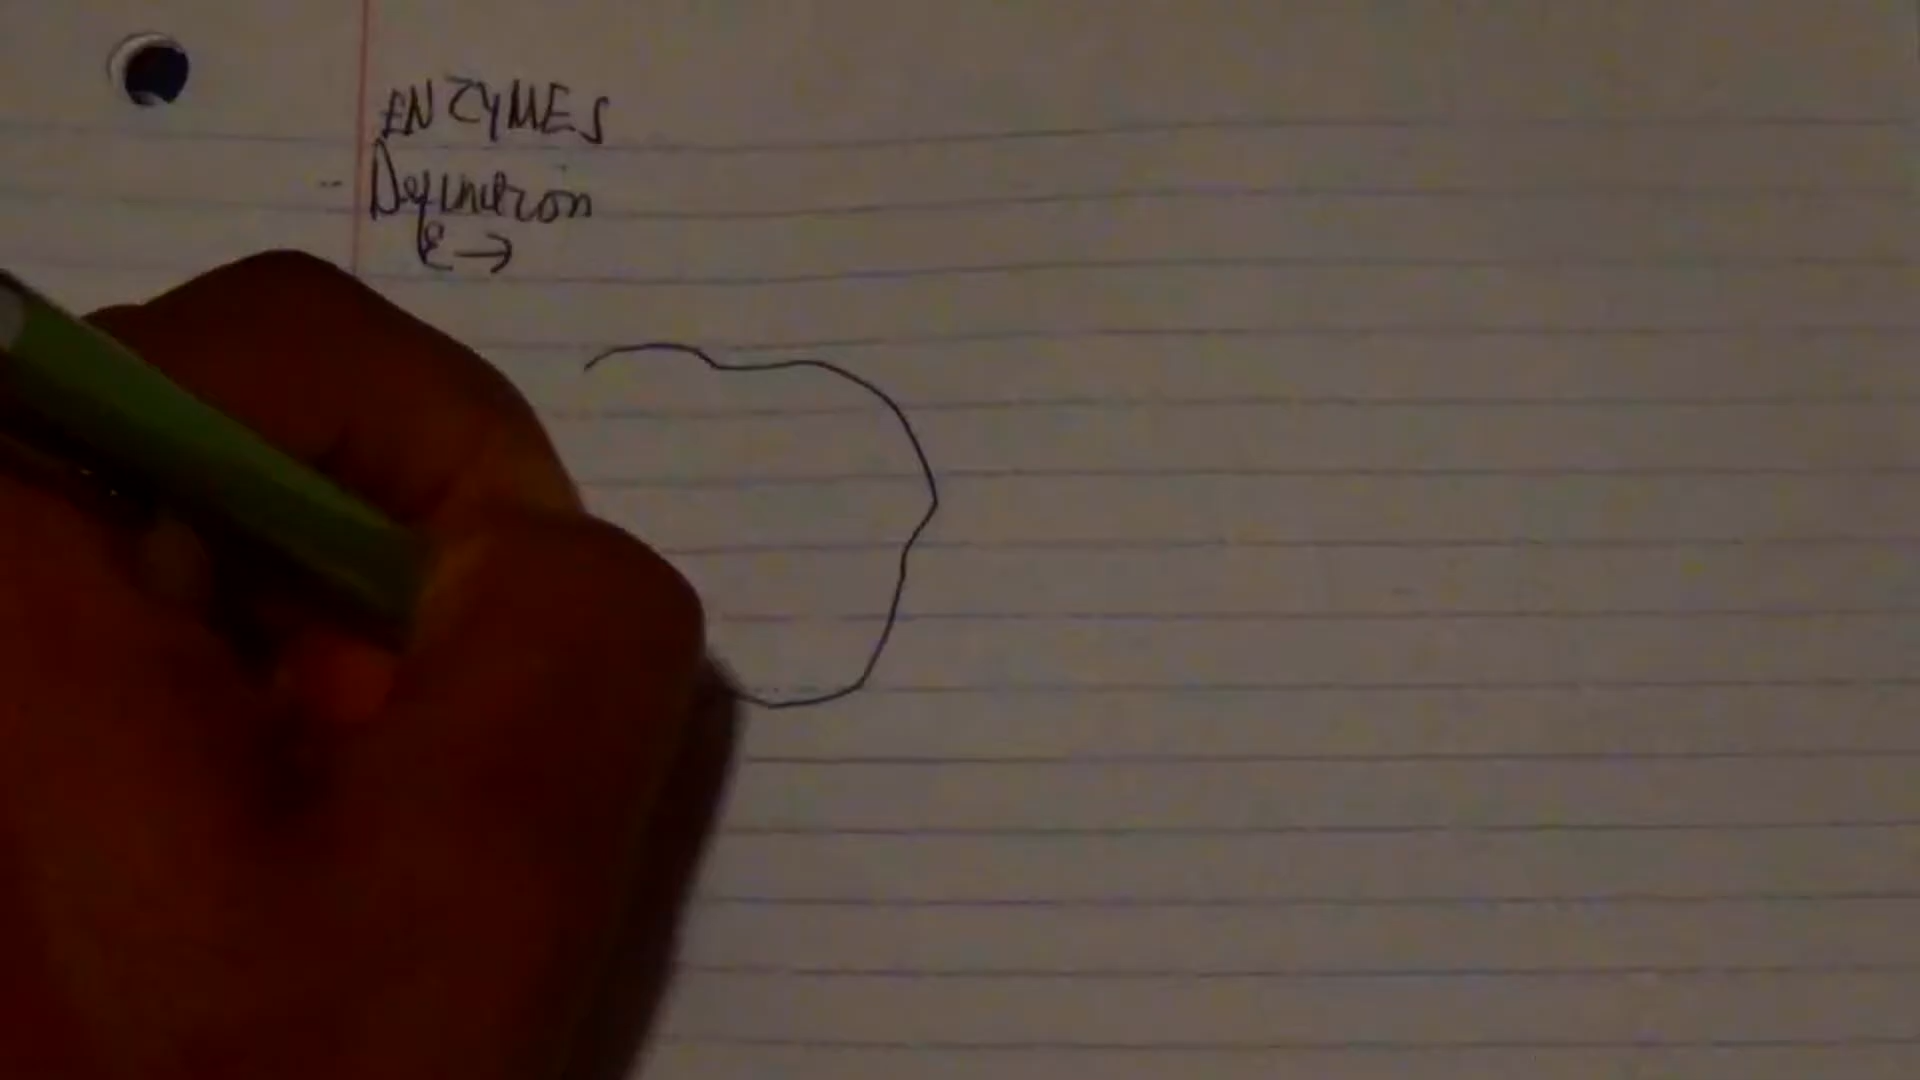 ENZYMES
-- Definition
e →